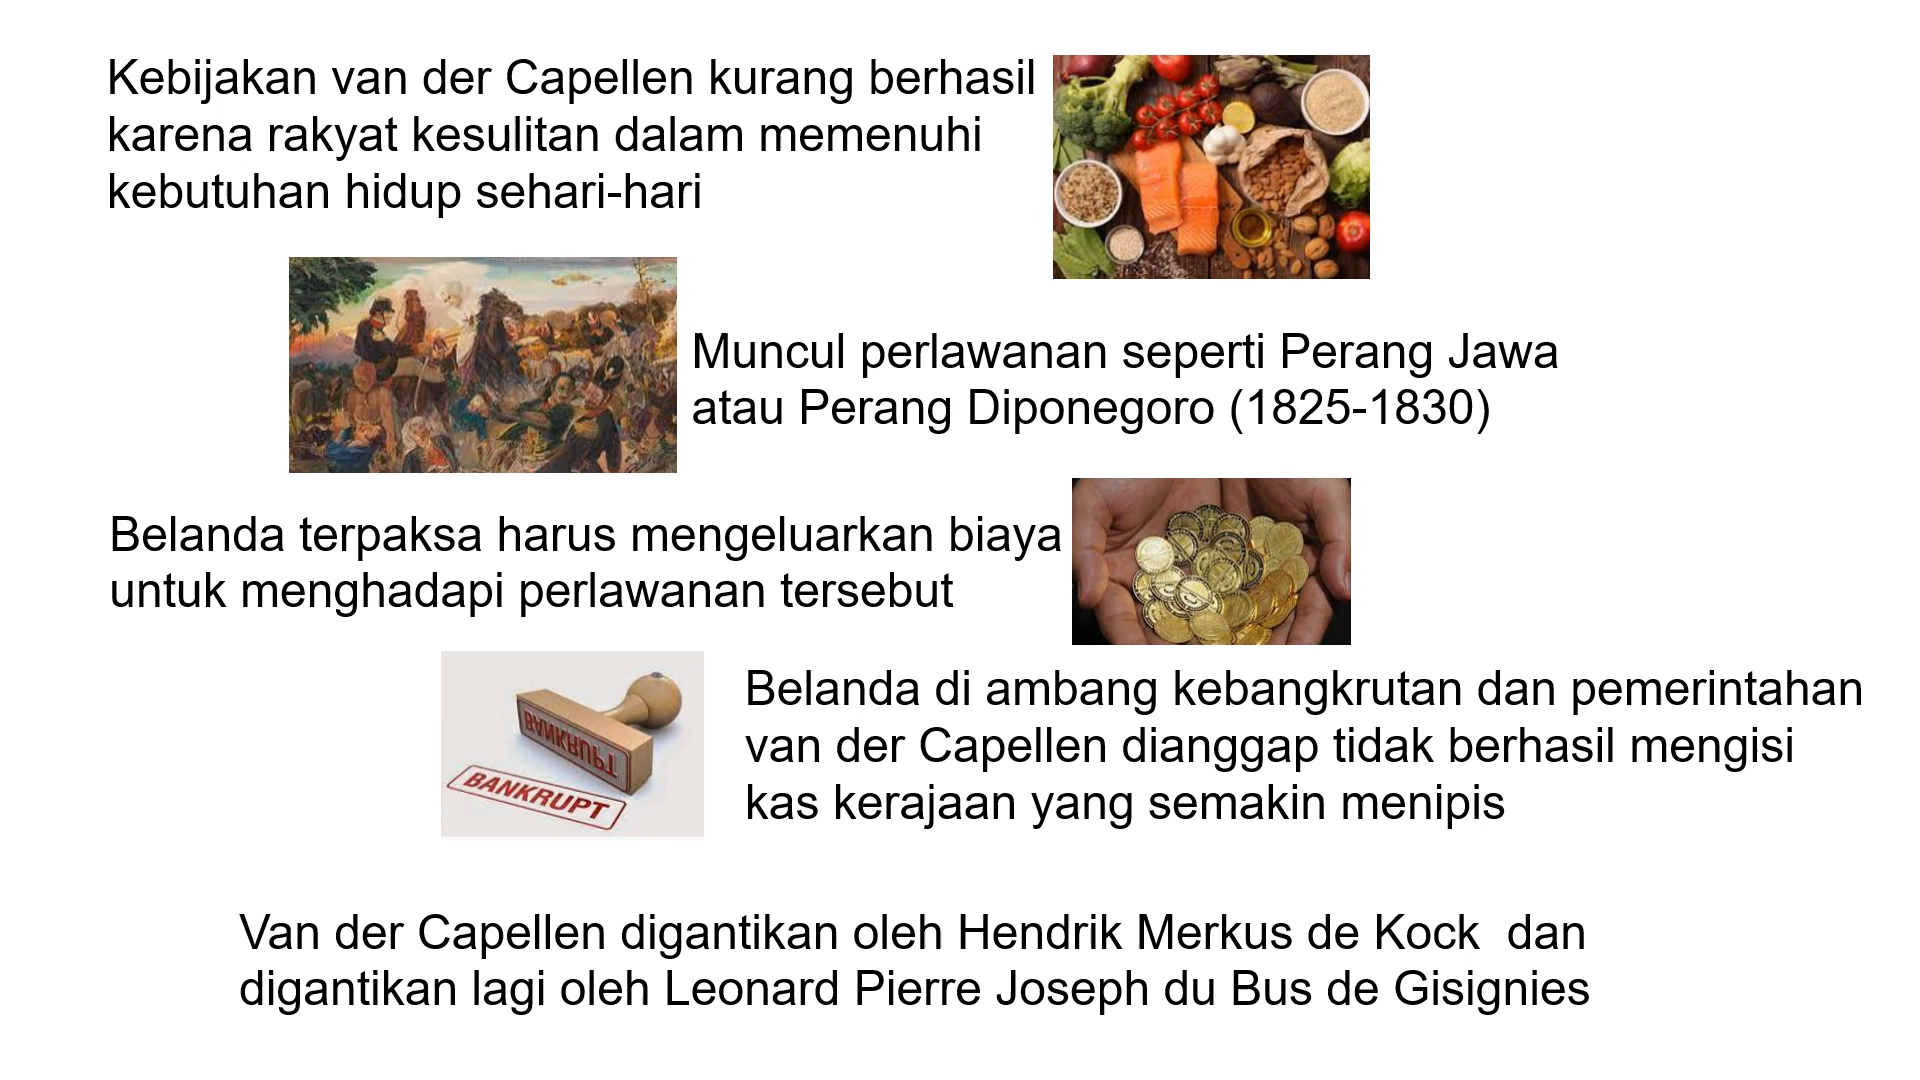 Kebijakan van der Capellen kurang berhasil
karena rakyat kesulitan dalam memenuhi
kebutuhan hidup sehari-hari
Muncul perlawanan seperti Perang Jawa
atau Perang Diponegoro (1825-1830)
Belanda terpaksa harus mengeluarkan biaya
untuk menghadapi perlawanan tersebut
BANKRUPT
BANKRUPT
Belanda di ambang kebangkrutan dan pemerintahan
van der Capellen dianggap tidak berhasil mengisi
kas kerajaan yang semakin menipis
Van der Capellen digantikan oleh Hendrik Merkus de Kock  dan
digantikan lagi oleh Leonard Pierre Joseph du Bus de Gisignies